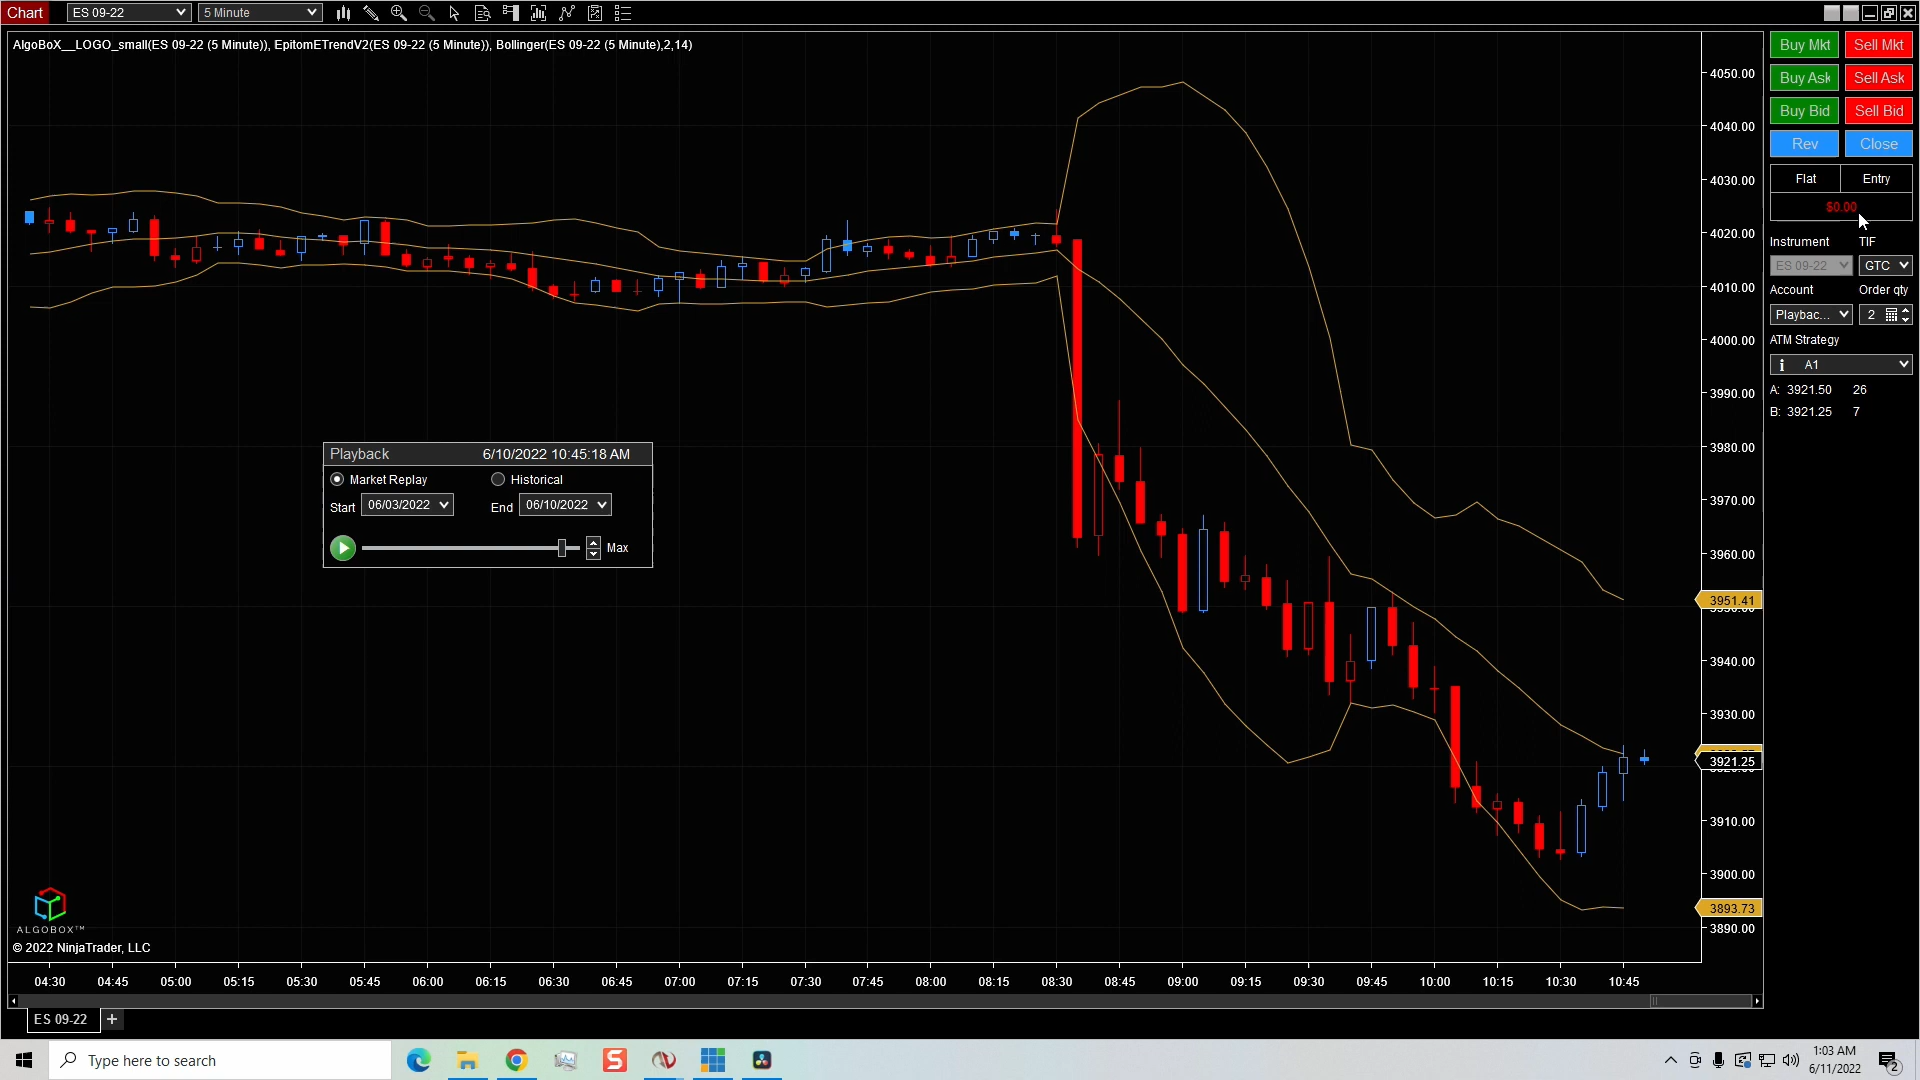 Chart ES 09-22 5 Minute
AlgoBoX__LOGO_small(ES 09-22 (5 Minute)), EpitomETrendV2(ES 09-22 (5 Minute)), Bollinger(ES 09-22 (5 Minute),2,14)
Buy Mkt Sell Mkt
Buy Ask Sell Ask
Buy Bid Sell Bid
Rev Close
Flat Entry
$0.00
Instrument TIF
ES 09-22 GTC
Account Order qty
Playbac... 2
ATM Strategy
i A1
A: 3921.50 26
B: 3921.25 7
4050.00
4040.00
4030.00
4020.00
4010.00
4000.00
3990.00
3980.00
3970.00
3960.00
3951.41
3940.00
3930.00
3921.25
3910.00
3900.00
3893.73
3890.00
Playback 6/10/2022 10:45:18 AM
Market Replay Historical
Start 06/03/2022 End 06/10/2022
Max
ALGOBOX™
© 2022 NinjaTrader, LLC
04:30 04:45 05:00 05:15 05:30 05:45 06:00 06:15 06:30 06:45 07:00 07:15 07:30 07:45 08:00 08:15 08:30 08:45 09:00 09:15 09:30 09:45 10:00 10:15 10:30 10:45
ES 09-22 +
Type here to search
S
1:03 AM
6/11/2022
2